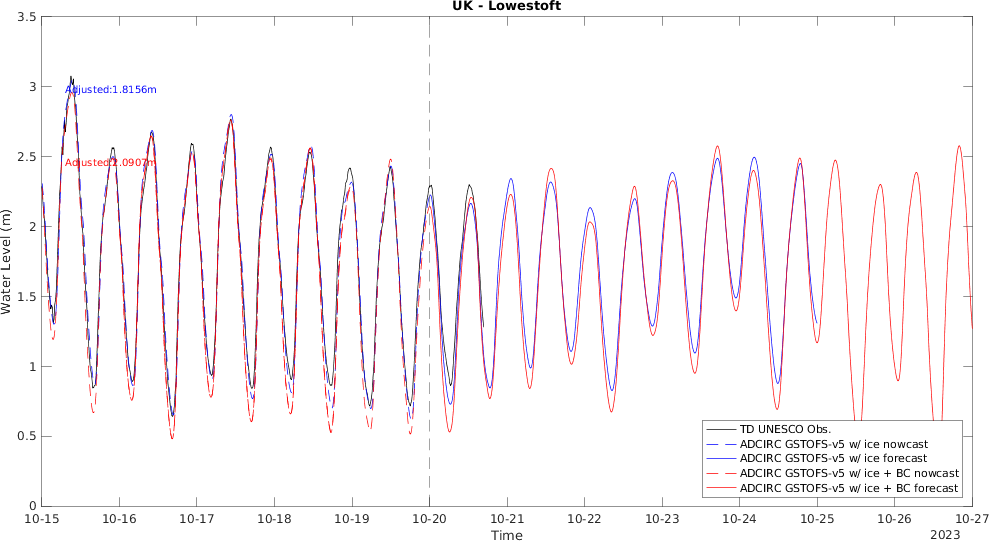 UK - Lowestoft
3.5
3
2.5
2
1.5
1
0.5
0
Water Level (m)
Adjusted:1.8156m
Adjusted:2.0907m
TD UNESCO Obs.
ADCIRC GSTOFS-v5 w/ ice nowcast
ADCIRC GSTOFS-v5 w/ ice forecast
ADCIRC GSTOFS-v5 w/ ice + BC nowcast
ADCIRC GSTOFS-v5 w/ ice + BC forecast
10-15 10-16 10-17 10-18 10-19 10-20 10-21 10-22 10-23 10-24 10-25 10-26 10-27
Time
2023